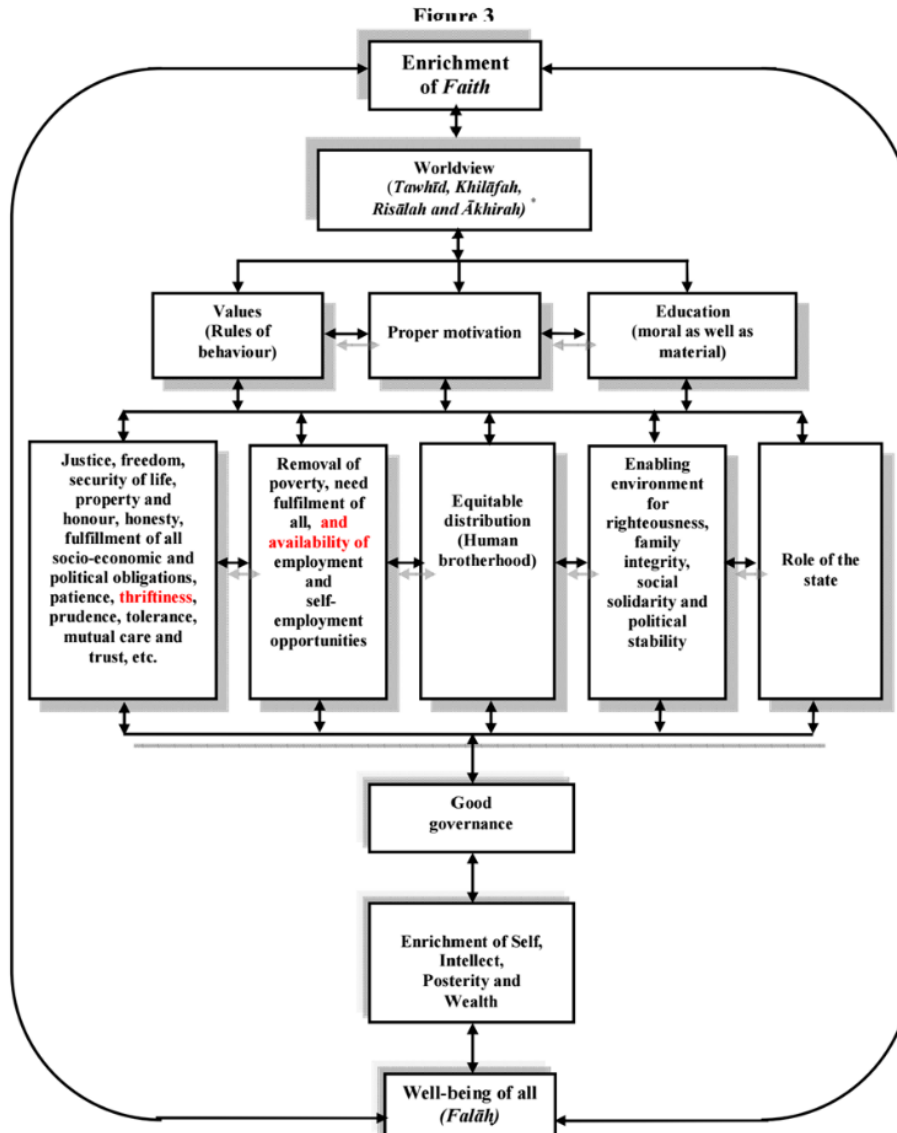 Figure 3
Enrichment
of Faith
Worldview
(Tawhīd, Khilāfah,
Risālah and Ākhirah) *
Values
(Rules of
behaviour)
Proper motivation
Education
(moral as well as
material)
Justice, freedom,
security of life,
property and
honour, honesty,
fulfillment of all
socio-economic and
political obligations,
patience, thriftiness,
prudence, tolerance,
mutual care and
trust, etc.
Removal of
poverty, need
fulfilment of
all, and
availability of
employment
and
self-
employment
opportunities
Equitable
distribution
(Human
brotherhood)
Enabling
environment
for
righteousness,
family
integrity,
social
solidarity and
political
stability
Role of the
state
Good
governance
Enrichment of Self,
Intellect,
Posterity and
Wealth
Well-being of all
(Falāḥ)